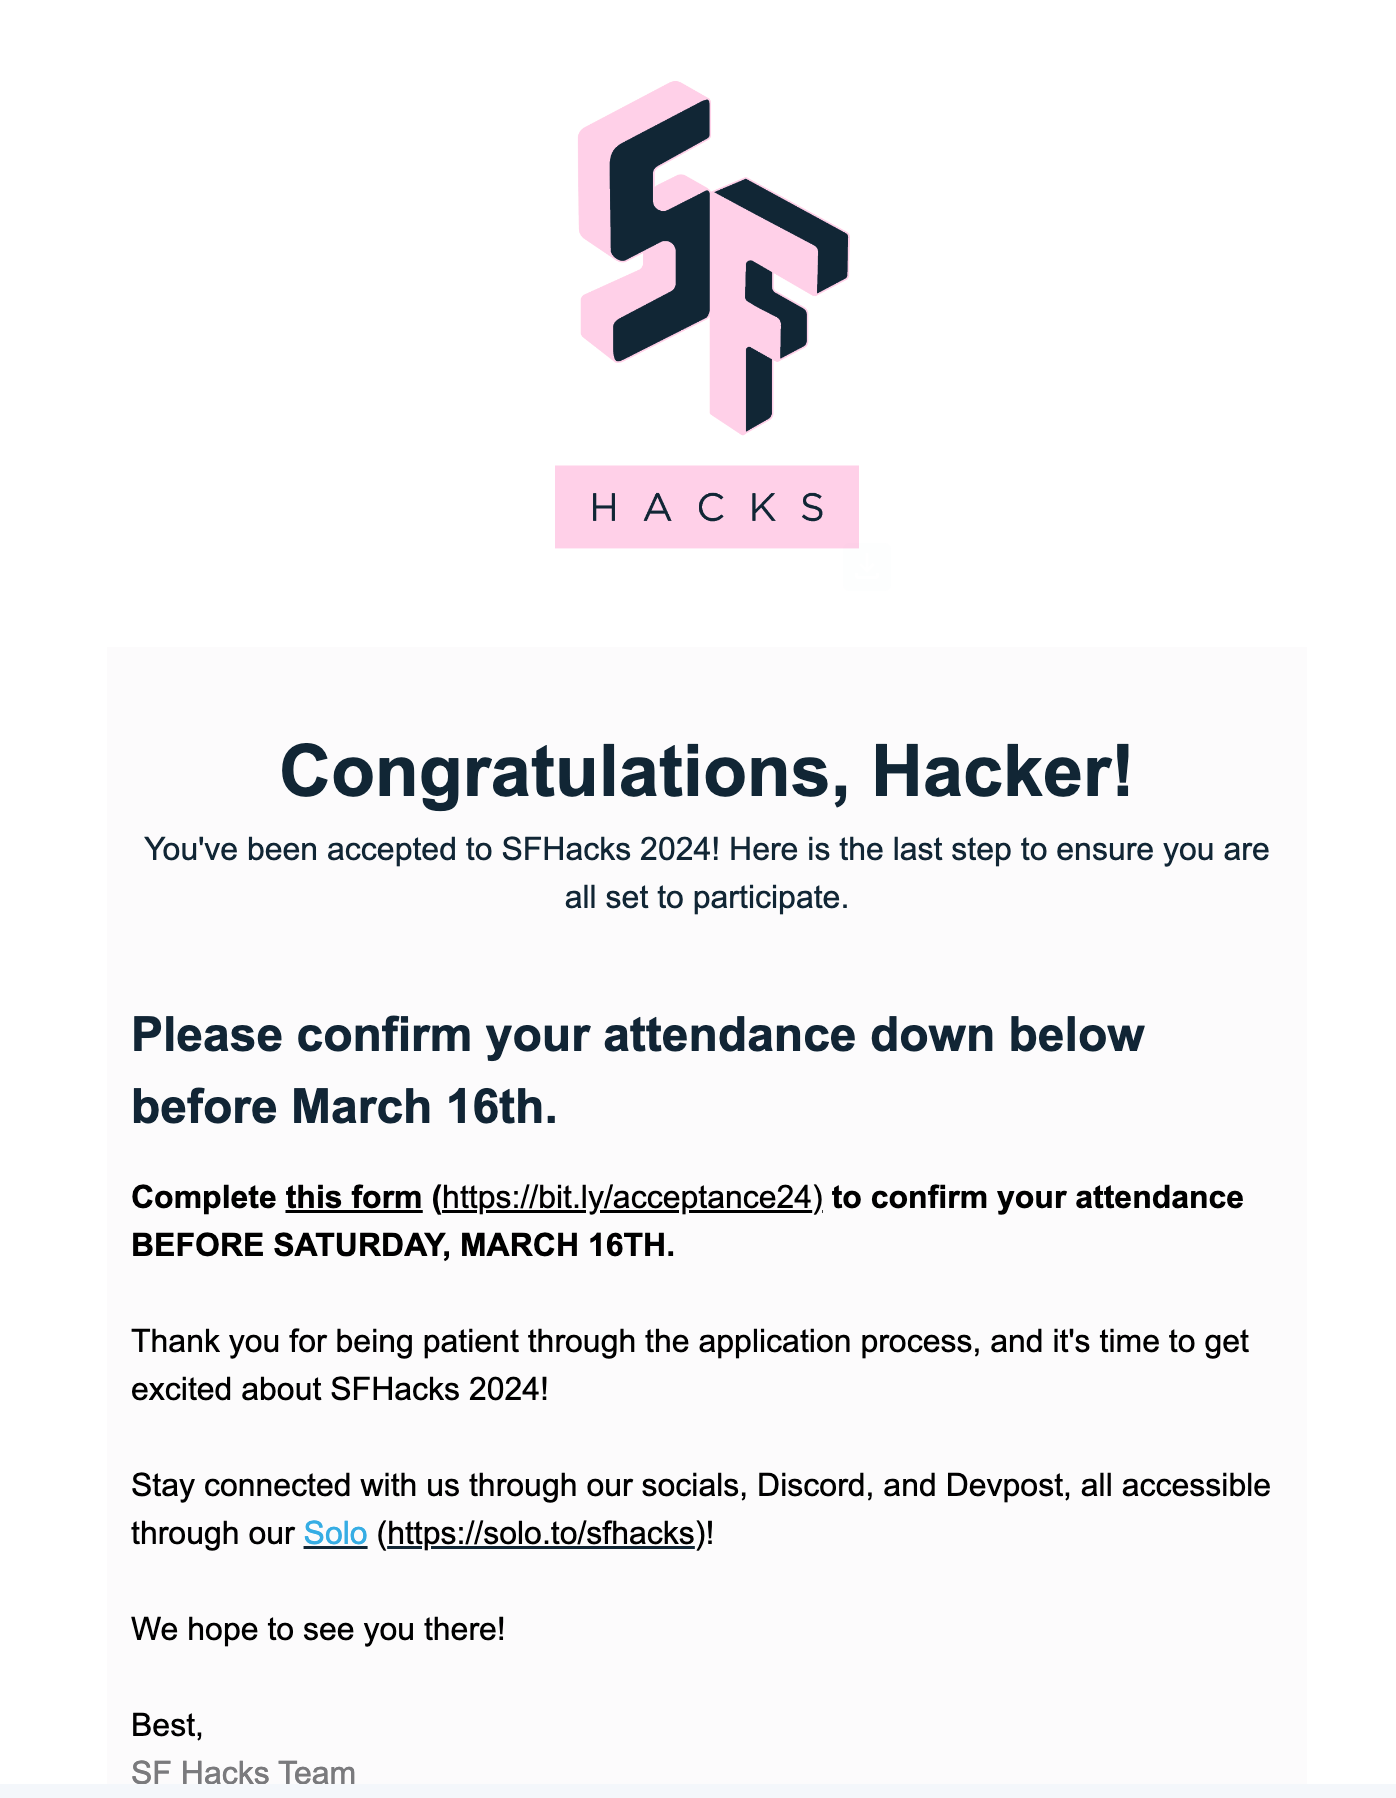 SF
HACKS
Congratulations, Hacker!
You've been accepted to SFHacks 2024! Here is the last step to ensure you are
all set to participate.
Please confirm your attendance down below
before March 16th.
Complete this form (https://bit.ly/acceptance24) to confirm your attendance
BEFORE SATURDAY, MARCH 16TH.
Thank you for being patient through the application process, and it's time to get
excited about SFHacks 2024!
Stay connected with us through our socials, Discord, and Devpost, all accessible
through our Solo (https://solo.to/sfhacks)!
We hope to see you there!
Best,
SF Hacks Team